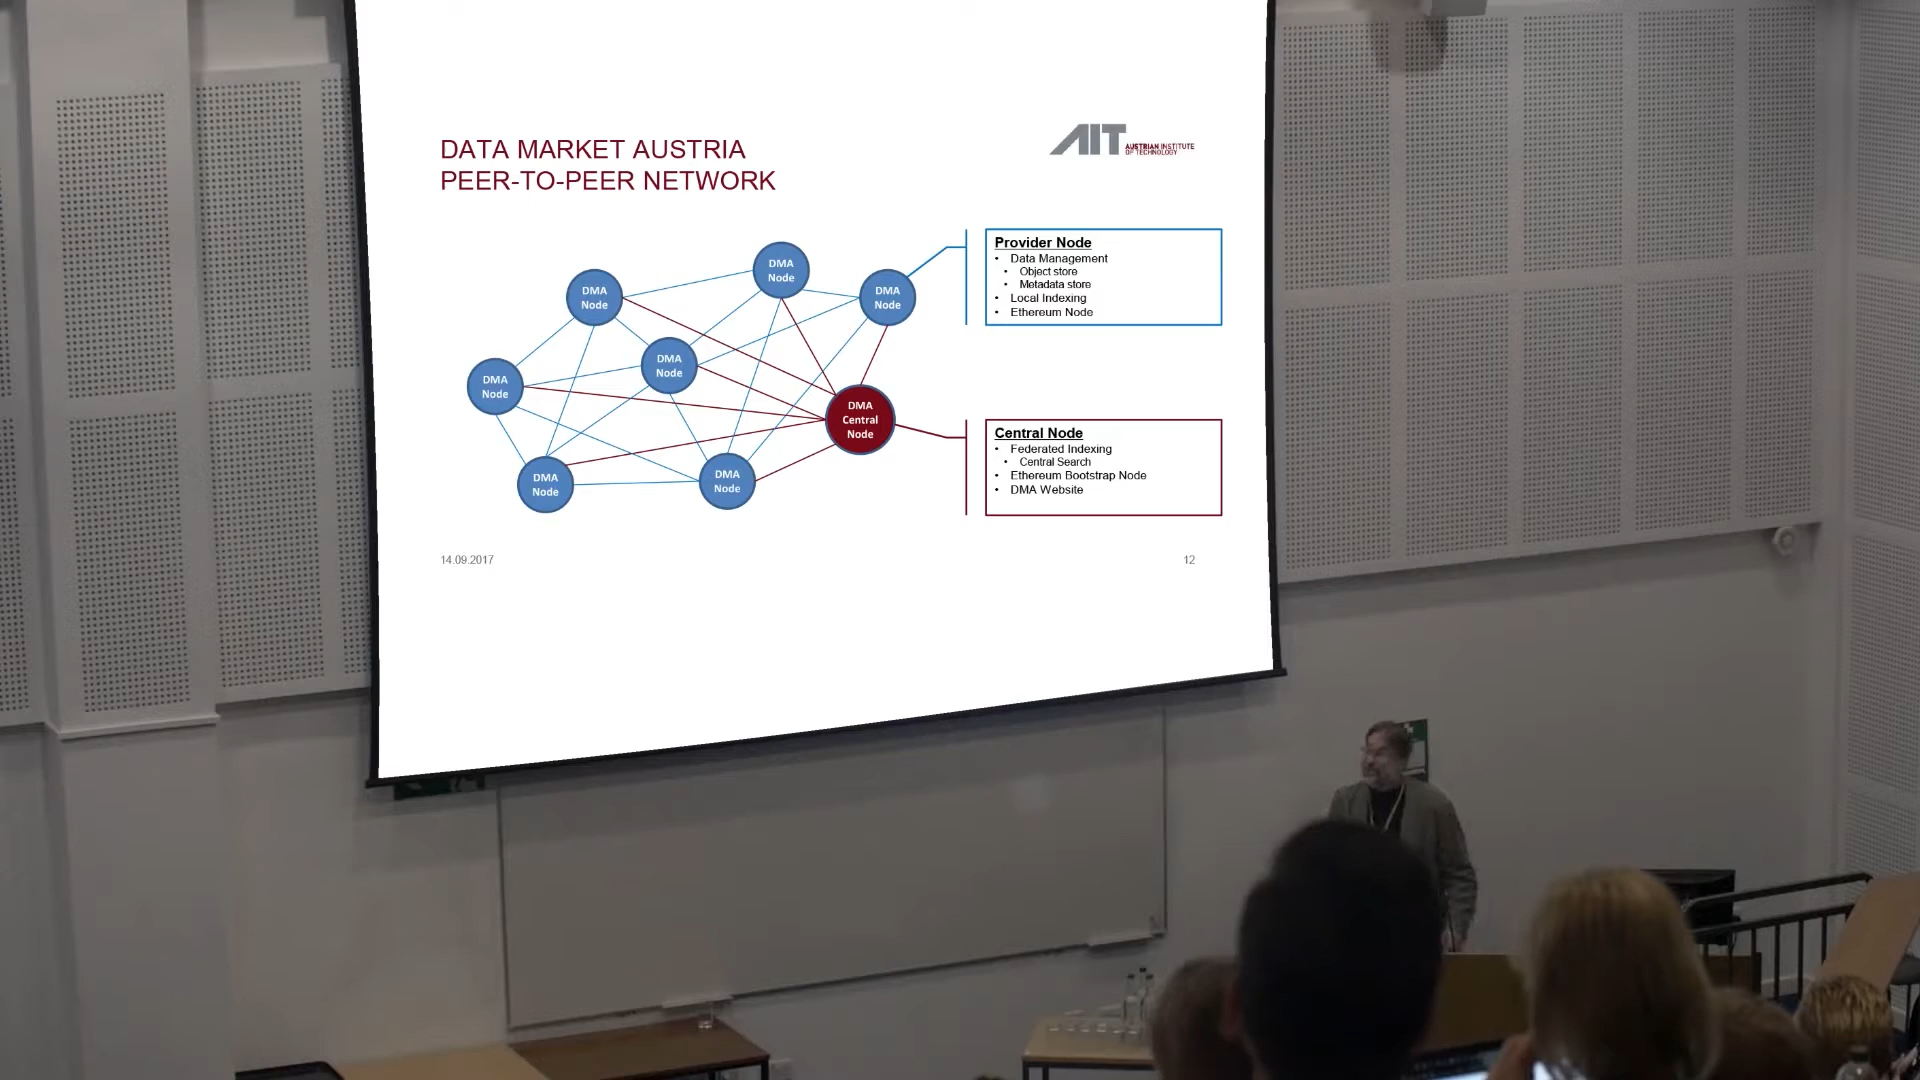 DATA MARKET AUSTRIA
PEER-TO-PEER NETWORK
AIT AUSTRIAN INSTITUTE
OF TECHNOLOGY
DMA
Node
DMA
Node
DMA
Node
DMA
Node
DMA
Node
DMA
Central
Node
DMA
Node
DMA
Node
Provider Node
• Data Management
• Object store
• Metadata store
• Local Indexing
• Ethereum Node
Central Node
• Federated Indexing
• Central Search
• Ethereum Bootstrap Node
• DMA Website
14.09.2017
12